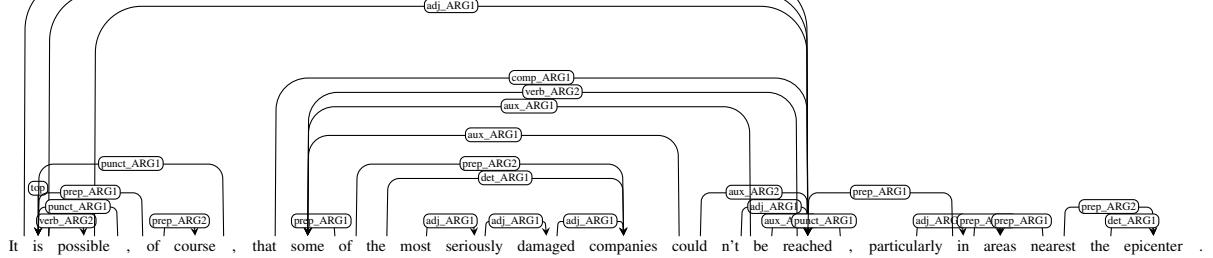 adj_ARG1
comp_ARG1
verb_ARG2
aux_ARG1
aux_ARG1
punct_ARG1 prep_ARG2
det_ARG1
top prep_ARG1 aux_ARG2 prep_ARG1
punct_ARG1 adj_ARG1 prep_ARG2
verb_ARG2 prep_ARG2 prep_ARG1 adj_ARG1 adj_ARG1 adj_ARG1 punct_ARG1 prep_ARG1 det_ARG1
It is possible , of course , that some of the most seriously damaged companies could n't be reached , particularly in areas nearest the epicenter .